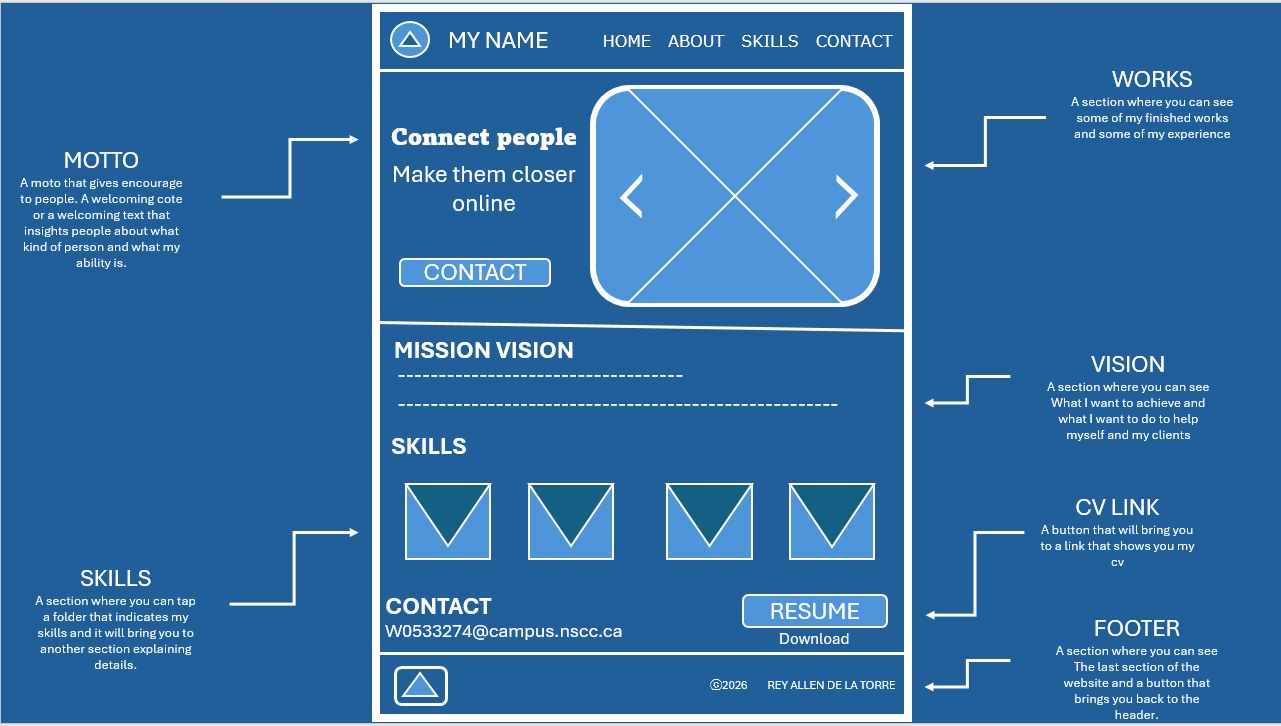 MY NAME
HOME ABOUT SKILLS CONTACT
Connect people
Make them closer
online
CONTACT
MISSION VISION
SKILLS
CONTACT
W0533274@campus.nscc.ca
RESUME
Download
©2026 REY ALLEN DE LA TORRE
MOTTO
A moto that gives encourage
to people. A welcoming cote
or a welcoming text that
insights people about what
kind of person and what my
ability is.
SKILLS
A section where you can tap
a folder that indicates my
skills and it will bring you to
another section explaining
details.
WORKS
A section where you can see
some of my finished works
and some of my experience
VISION
A section where you can see
What I want to achieve and
what I want to do to help
myself and my clients
CV LINK
A button that will bring you
to a link that shows you my
cv
FOOTER
A section where you can see
The last section of the
website and a button that
brings you back to the
header.